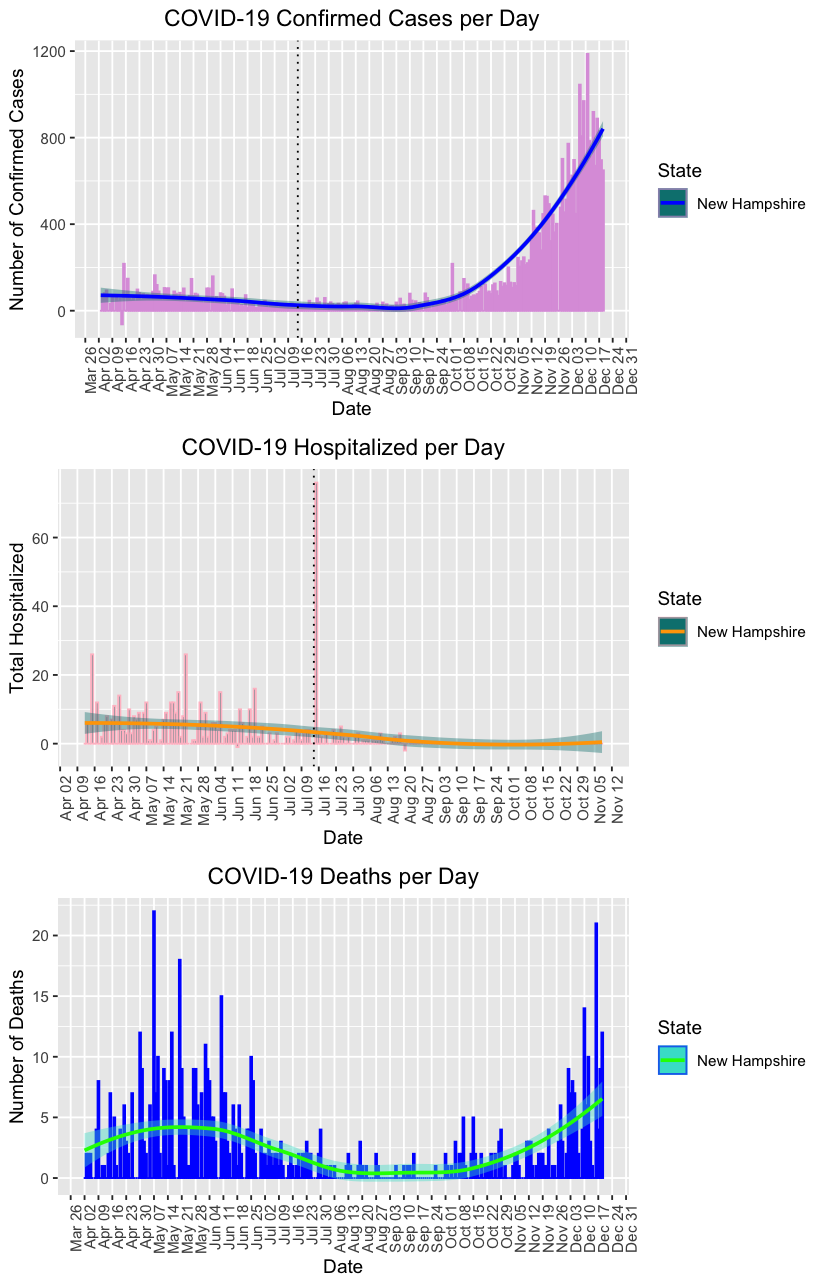 COVID-19 Confirmed Cases per Day
Number of Confirmed Cases
1200
800
400
0
Mar 26
Apr 02
Apr 09
Apr 16
Apr 23
Apr 30
May 07
May 14
May 21
May 28
Jun 04
Jun 11
Jun 18
Jun 25
Jul 02
Jul 09
Jul 16
Jul 23
Jul 30
Aug 06
Aug 13
Aug 20
Aug 27
Sep 03
Sep 10
Sep 17
Sep 24
Oct 01
Oct 08
Oct 15
Oct 22
Oct 29
Nov 05
Nov 12
Nov 19
Nov 26
Dec 03
Dec 10
Dec 17
Dec 24
Dec 31
Date
State
New Hampshire
COVID-19 Hospitalized per Day
Total Hospitalized
60
40
20
0
Apr 02
Apr 09
Apr 16
Apr 23
Apr 30
May 07
May 14
May 21
May 28
Jun 04
Jun 11
Jun 18
Jun 25
Jul 02
Jul 09
Jul 16
Jul 23
Jul 30
Aug 06
Aug 13
Aug 20
Aug 27
Sep 03
Sep 10
Sep 17
Sep 24
Oct 01
Oct 08
Oct 15
Oct 22
Oct 29
Nov 05
Nov 12
Date
State
New Hampshire
COVID-19 Deaths per Day
Number of Deaths
20
15
10
5
0
Mar 26
Apr 02
Apr 09
Apr 16
Apr 23
Apr 30
May 07
May 14
May 21
May 28
Jun 04
Jun 11
Jun 18
Jun 25
Jul 02
Jul 09
Jul 16
Jul 23
Jul 30
Aug 06
Aug 13
Aug 20
Aug 27
Sep 03
Sep 10
Sep 17
Sep 24
Oct 01
Oct 08
Oct 15
Oct 22
Oct 29
Nov 05
Nov 12
Nov 19
Nov 26
Dec 03
Dec 10
Dec 17
Dec 24
Dec 31
Date
State
New Hampshire